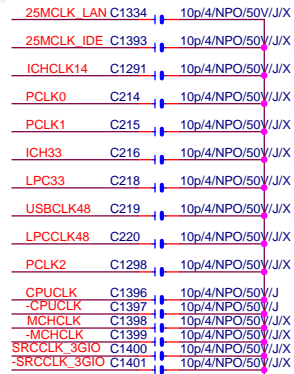 25MCLK_LAN C1334 10p/4/NPO/50V/J/X
25MCLK_IDE C1393 10p/4/NPO/50V/J/X
ICHCLK14 C1291 10p/4/NPO/50V/J/X
PCLK0 C214 10p/4/NPO/50V/J/X
PCLK1 C215 10p/4/NPO/50V/J/X
ICH33 C216 10p/4/NPO/50V/J/X
LPC33 C218 10p/4/NPO/50V/J/X
USBCLK48 C219 10p/4/NPO/50V/J/X
LPCCLK48 C220 10p/4/NPO/50V/J/X
PCLK2 C1298 10p/4/NPO/50V/J/X
CPUCLK C1396 10p/4/NPO/50V/J
-CPUCLK C1397 10p/4/NPO/50V/J
MCHCLK C1398 10p/4/NPO/50V/J/X
-MCHCLK C1399 10p/4/NPO/50V/J/X
SRCCLK_3GIO C1400 10p/4/NPO/50V/J/X
-SRCCLK_3GIO C1401 10p/4/NPO/50V/J/X